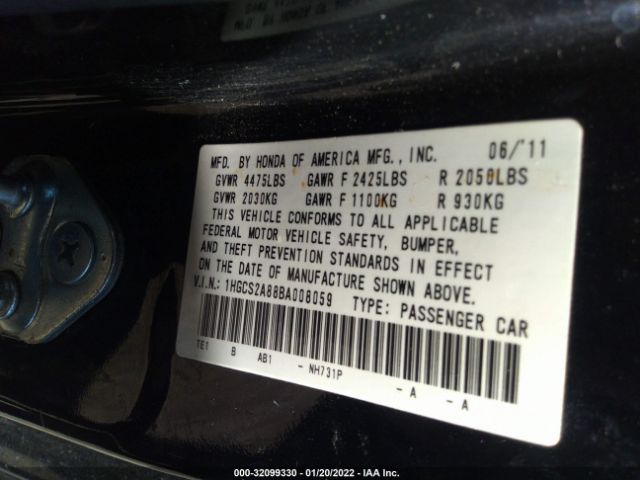 MFD. BY HONDA OF AMERICA MFG., INC. 06/'11
GVWR 4475LBS GAWR F 2425LBS R 2050LBS
GVWR 2030KG GAWR F 1100KG R 930KG
THIS VEHICLE CONFORMS TO ALL APPLICABLE
FEDERAL MOTOR VEHICLE SAFETY, BUMPER,
AND THEFT PREVENTION STANDARDS IN EFFECT
ON THE DATE OF MANUFACTURE SHOWN ABOVE.
V.I.N.: 1HGCS2A88BA008059 TYPE: PASSENGER CAR
TE1 B AB1 - NH731P - A - A
000-32099330 - 01/20/2022 - IAA Inc.